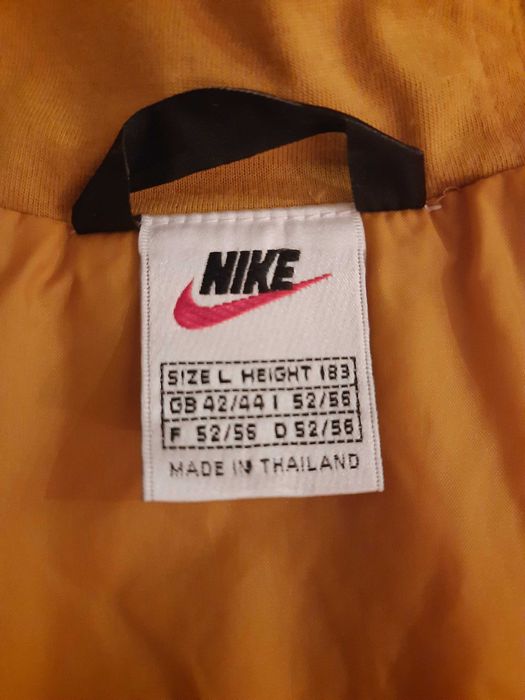 NIKE
SIZE L HEIGHT 183
GB 42/44 I 52/56
F 52/56 D 52/56
MADE IN THAILAND